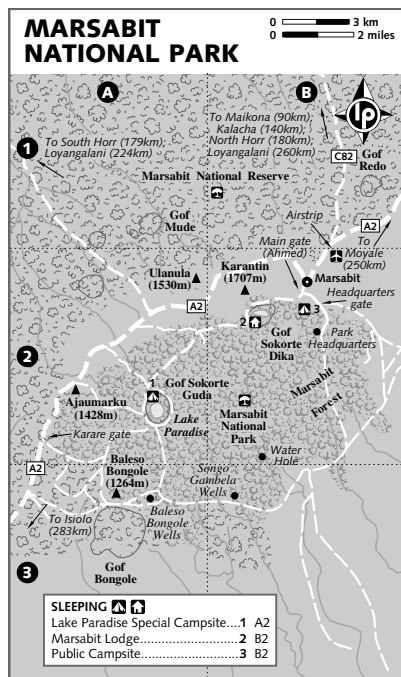 MARSABIT
NATIONAL PARK
0 3 km
0 2 miles
A
B
lp
1
To South Horr (179km);
Loyangalani (224km)
To Maikona (90km);
Kalacha (140km);
North Horr (180km);
Loyangalani (260km)
C82
Gof
Redo
Marsabit National Reserve
Airstrip
A2
Gof
Mude
Main gate
(Ahmed)
To
Moyale
(250km)
Ulanula
(1530m)
Karantin
(1707m)
Marsabit
Headquarters
gate
A2
2
3
Gof
Sokorte
Dika
Park
Headquarters
2
1
Gof Sokorte
Guda
Ajaumarku
(1428m)
Marsabit
Forest
Lake
Paradise
Marsabit
National
Park
Karare gate
A2
Baleso
Bongole
(1264m)
Songo
Gambela
Wells
Water
Hole
To Isiolo
(283km)
Baleso
Bongole
Wells
Gof
Bongole
3
SLEEPING
Lake Paradise Special Campsite....1 A2
Marsabit Lodge............................2 B2
Public Campsite...........................3 B2